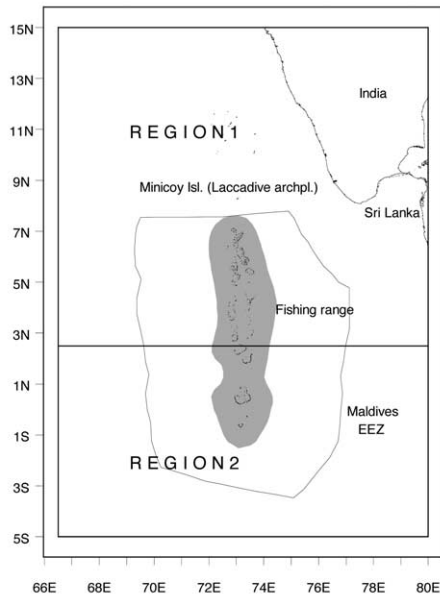 15N
13N
India
11N
REGION1
9N
Minicoy Isl. (Laccadive archpl.)
Sri Lanka
7N
5N
Fishing range
3N
1N
Maldives
EEZ
1S
REGION2
3S
5S
66E 68E 70E 72E 74E 76E 78E 80E